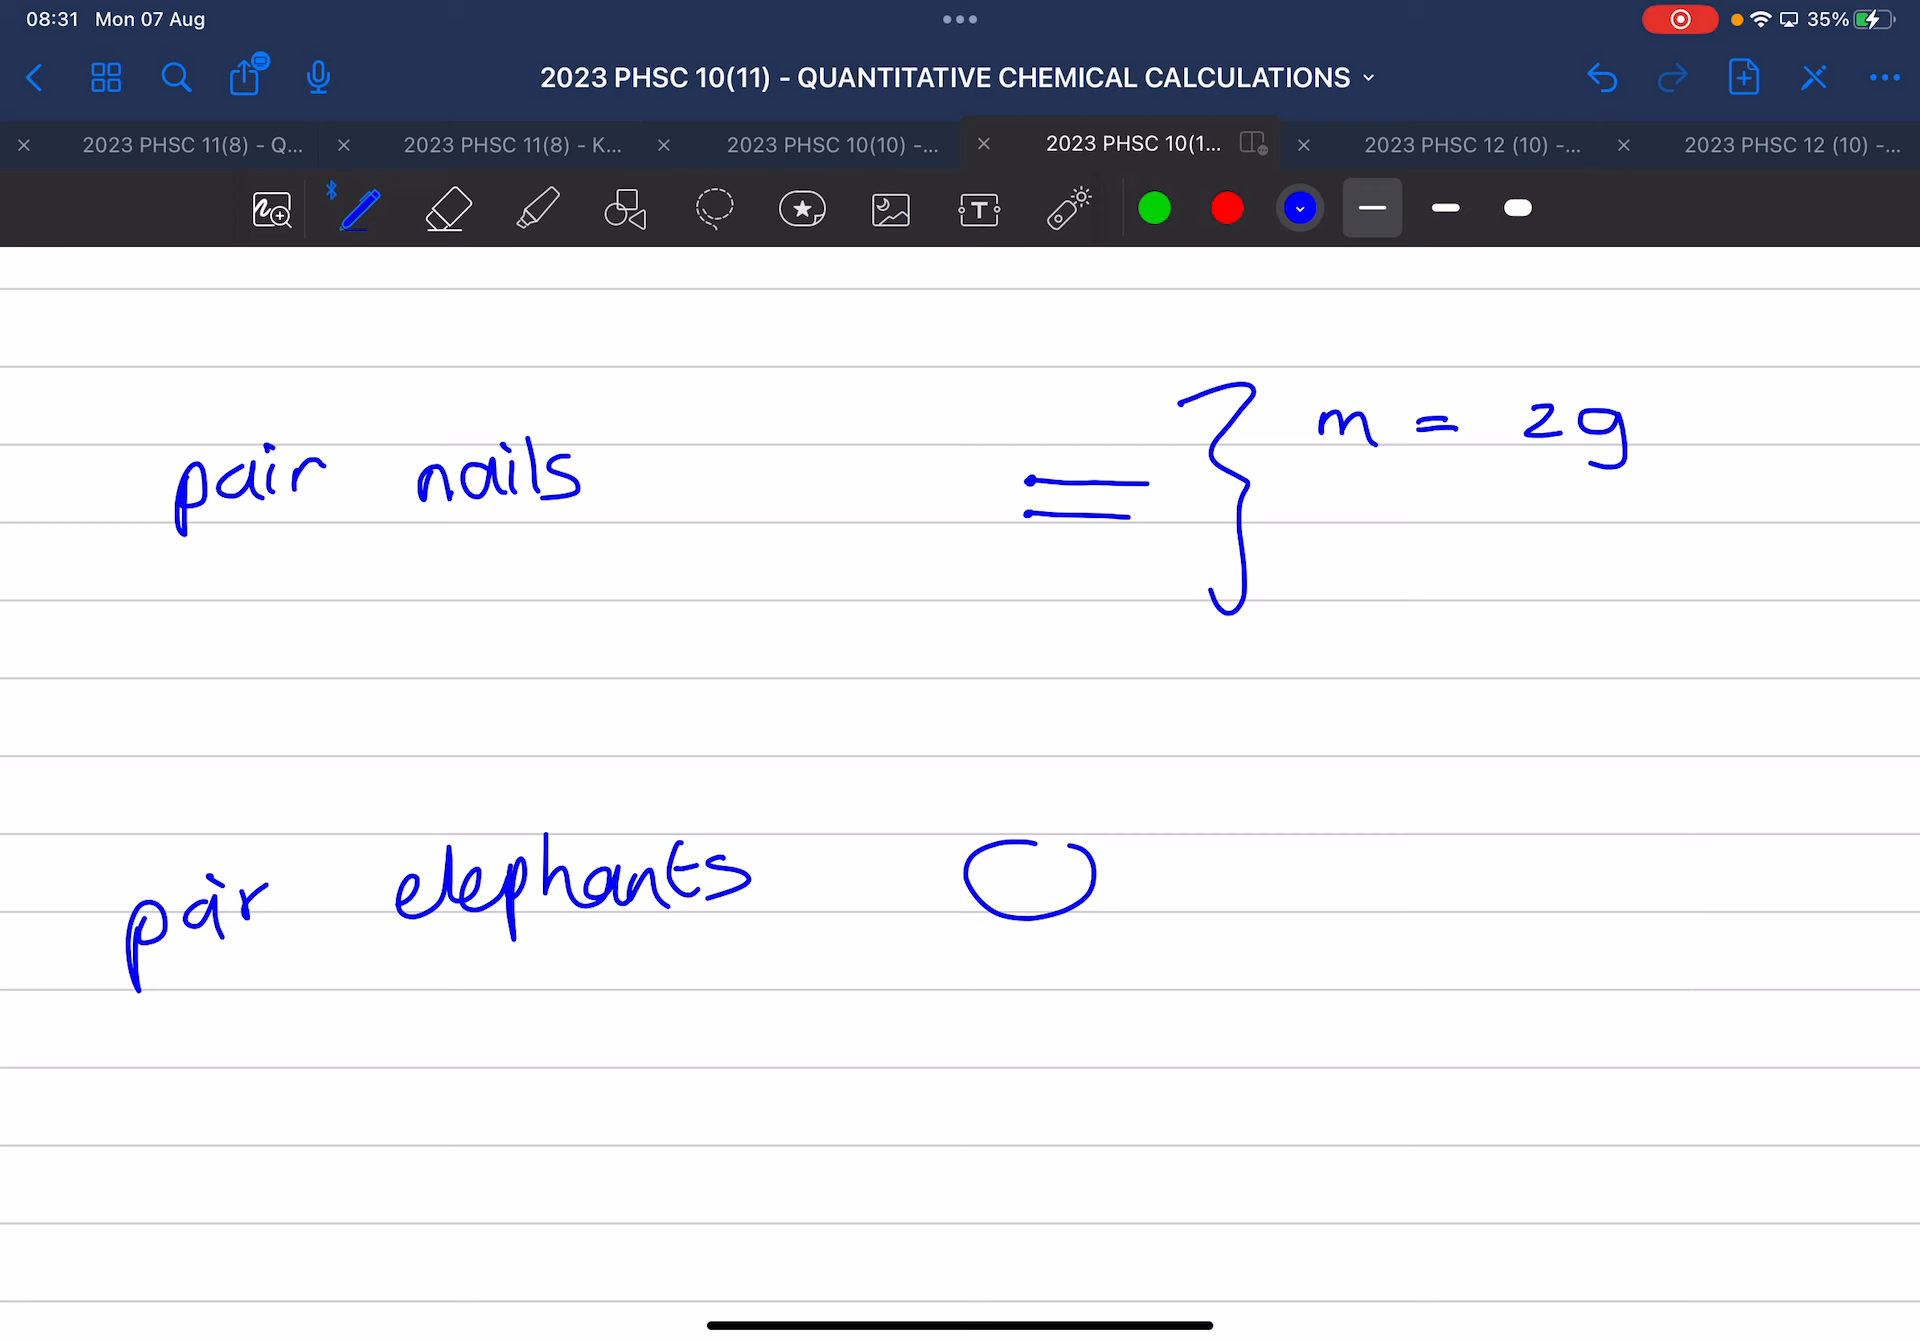 08:31 Mon 07 Aug 35%
2023 PHSC 10(11) - QUANTITATIVE CHEMICAL CALCULATIONS
2023 PHSC 11(8) - Q... 2023 PHSC 11(8) - K... 2023 PHSC 10(10) -... 2023 PHSC 10(1... 2023 PHSC 12 (10) -... 2023 PHSC 12 (10) -...
T
pair nails = { m = 2g
pair elephants